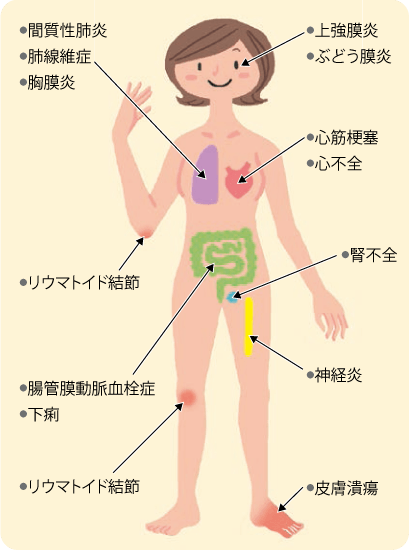 ●間質性肺炎
●肺線維症
●胸膜炎
●上強膜炎
●ぶどう膜炎
●心筋梗塞
●心不全
●リウマトイド結節
●腎不全
●腸管膜動脈血栓症
●下痢
●神経炎
●リウマトイド結節
●皮膚潰瘍